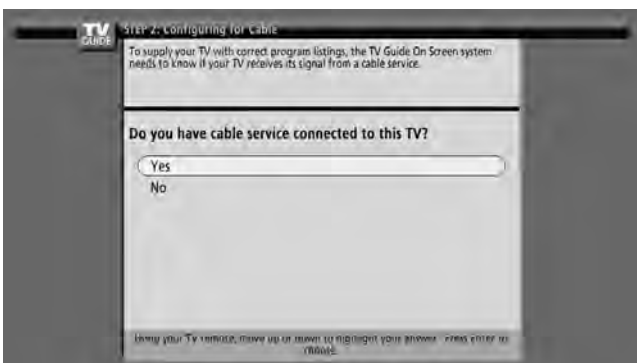 TV
GUIDE
STEP 2: Configuring for Cable
To supply your TV with correct program listings, the TV Guide On Screen system
needs to know if your TV receives its signal from a cable service.
Do you have cable service connected to this TV?
Yes
No
Using your TV remote, move up or down to highlight your answer. Press enter to
choose.